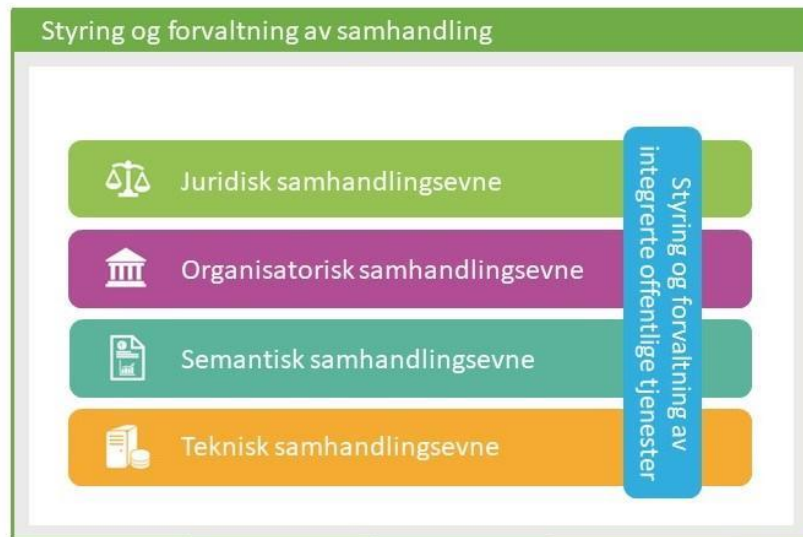 Styring og forvaltning av samhandling
Juridisk samhandlingsevne
Organisatorisk samhandlingsevne
Semantisk samhandlingsevne
Teknisk samhandlingsevne
Styring og forvaltning av
integrerte offentlige tjenester